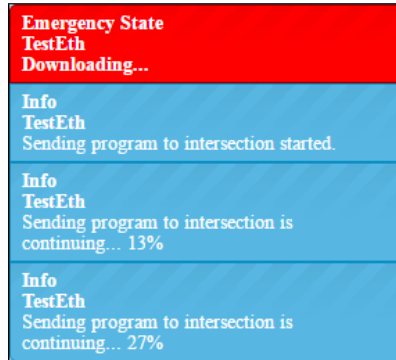 Emergency State
TestEth
Downloading...
Info
TestEth
Sending program to intersection started.
Info
TestEth
Sending program to intersection is
continuing... 13%
Info
TestEth
Sending program to intersection is
continuing... 27%